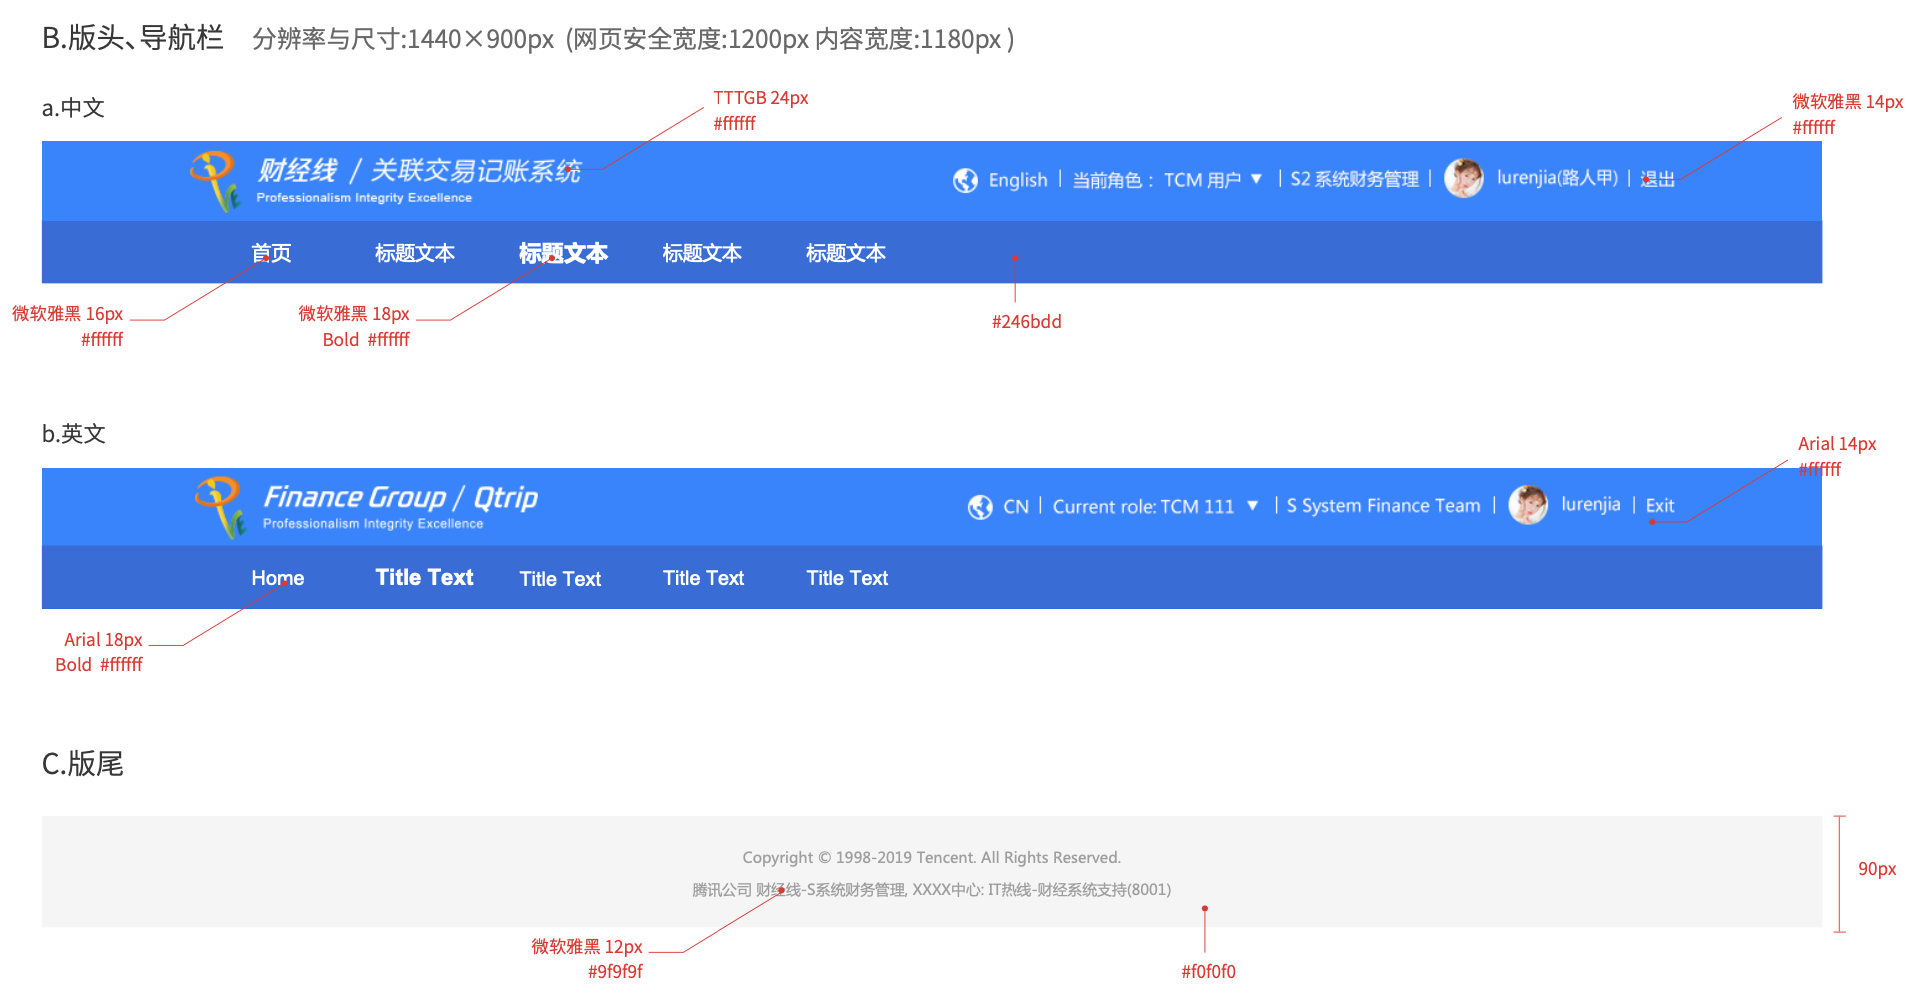 B.版头、导航栏 分辨率与尺寸:1440×900px (网页安全宽度:1200px 内容宽度:1180px )
a.中文
TTTGB 24px
#ffffff
微软雅黑 14px
#ffffff
财经线 / 关联交易记账系统
Professionalism Integrity Excellence
English | 当前角色 : TCM 用户 ▼ | S2 系统财务管理 | lurenjia(路人甲) | 退出
首页 标题文本 标题文本 标题文本 标题文本
微软雅黑 16px
#ffffff
微软雅黑 18px
Bold #ffffff
#246bdd
b.英文
Arial 14px
#ffffff
Finance Group / Qtrip
Professionalism Integrity Excellence
CN | Current role: TCM 111 ▼ | S System Finance Team | lurenjia | Exit
Home Title Text Title Text Title Text Title Text
Arial 18px
Bold #ffffff
C.版尾
Copyright © 1998-2019 Tencent. All Rights Reserved.
腾讯公司 财经线-S系统财务管理, XXXX中心: IT热线-财经系统支持(8001)
90px
微软雅黑 12px
#9f9f9f
#f0f0f0